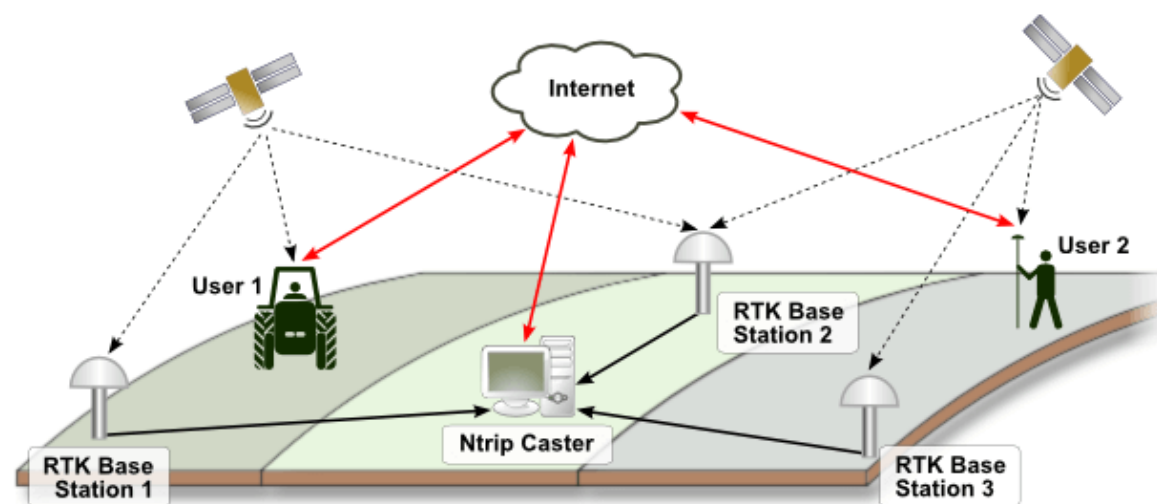 Internet
User 1
User 2
RTK Base
Station 2
Ntrip Caster
RTK Base
Station 1
RTK Base
Station 3